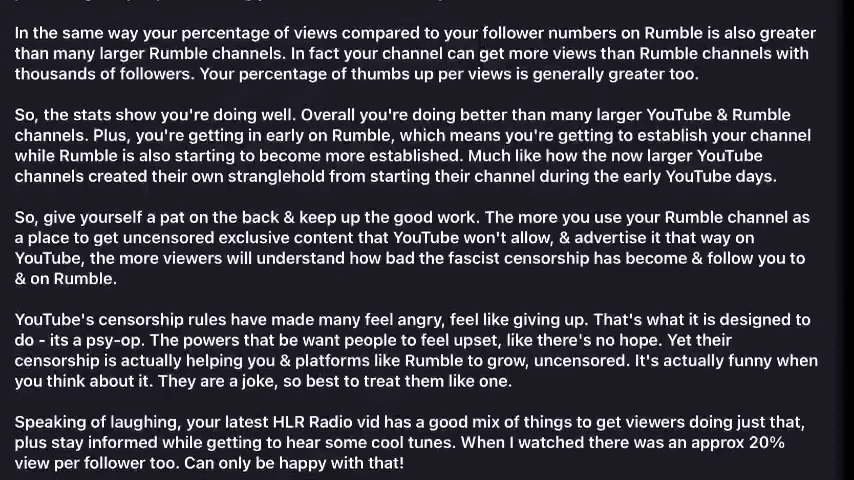 In the same way your percentage of views compared to your follower numbers on Rumble is also greater
than many larger Rumble channels. In fact your channel can get more views than Rumble channels with
thousands of followers. Your percentage of thumbs up per views is generally greater too.
So, the stats show you're doing well. Overall you're doing better than many larger YouTube & Rumble
channels. Plus, you're getting in early on Rumble, which means you're getting to establish your channel
while Rumble is also starting to become more established. Much like how the now larger YouTube
channels created their own stranglehold from starting their channel during the early YouTube days.
So, give yourself a pat on the back & keep up the good work. The more you use your Rumble channel as
a place to get uncensored exclusive content that YouTube won't allow, & advertise it that way on
YouTube, the more viewers will understand how bad the fascist censorship has become & follow you to
& on Rumble.
YouTube's censorship rules have made many feel angry, feel like giving up. That's what it is designed to
do - its a psy-op. The powers that be want people to feel upset, like there's no hope. Yet their
censorship is actually helping you & platforms like Rumble to grow, uncensored. It's actually funny when
you think about it. They are a joke, so best to treat them like one.
Speaking of laughing, your latest HLR Radio vid has a good mix of things to get viewers doing just that,
plus stay informed while getting to hear some cool tunes. When I watched there was an approx 20%
view per follower too. Can only be happy with that!